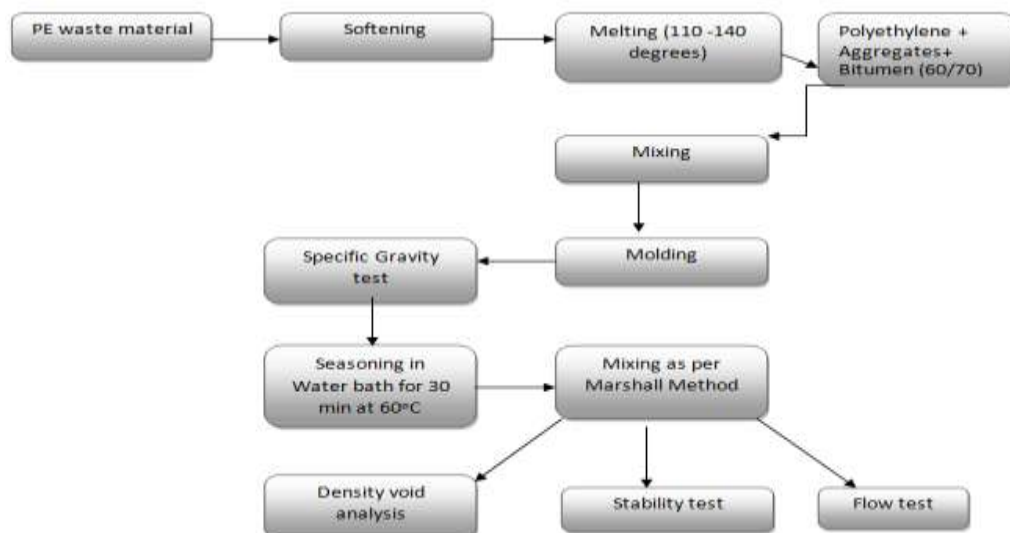 PE waste material
Softening
Melting (110 -140
degrees)
Polyethylene +
Aggregates+
Bitumen (60/70)
Mixing
Molding
Specific Gravity
test
Seasoning in
Water bath for 30
min at 60ºC
Mixing as per
Marshall Method
Density void
analysis
Stability test
Flow test